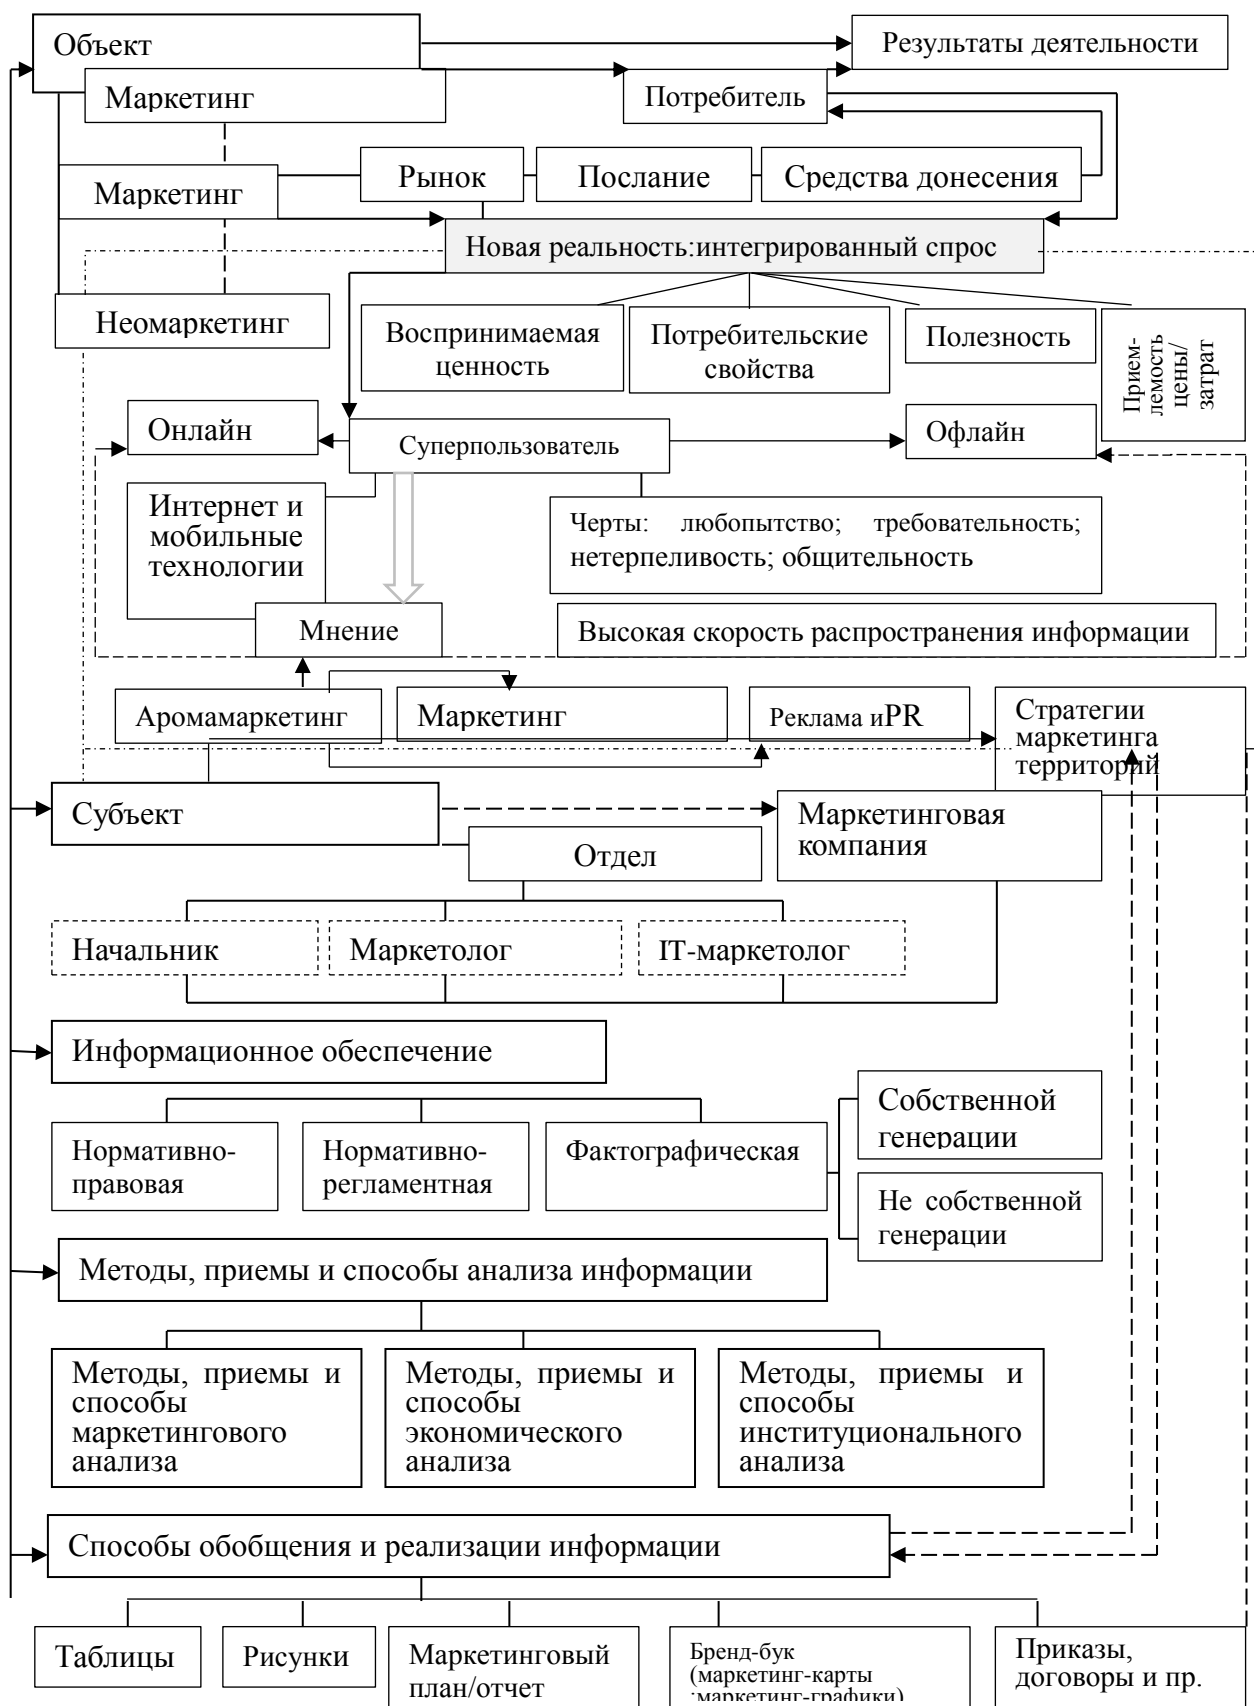 Объект
Результаты деятельности
Маркетинг
Потребитель
Маркетинг
Рынок
Послание
Средства донесения
Новая реальность:интегрированный спрос
Неомаркетинг
Воспринимаемая
ценность
Потребительские
свойства
Полезность
Прием-
лемость
цены/
затрат
Онлайн
Суперпользователь
Офлайн
Интернет и
мобильные
технологии
Черты: любопытство; требовательность;
нетерпеливость; общительность
Мнение
Высокая скорость распространения информации
Аромамаркетинг
Маркетинг
Реклама иPR
Стратегии
маркетинга
территорий
Субъект
Маркетинговая
компания
Отдел
Начальник
Маркетолог
IT-маркетолог
Информационное обеспечение
Нормативно-
правовая
Нормативно-
регламентная
Фактографическая
Собственной
генерации
Не собственной
генерации
Методы, приемы и способы анализа информации
Методы, приемы и
способы
маркетингового
анализа
Методы, приемы и
способы
экономического
анализа
Методы, приемы и
способы
институционального
анализа
Способы обобщения и реализации информации
Таблицы
Рисунки
Маркетинговый
план/отчет
Бренд-бук
(маркетинг-карты
;маркетинг-графики)
Приказы,
договоры и пр.